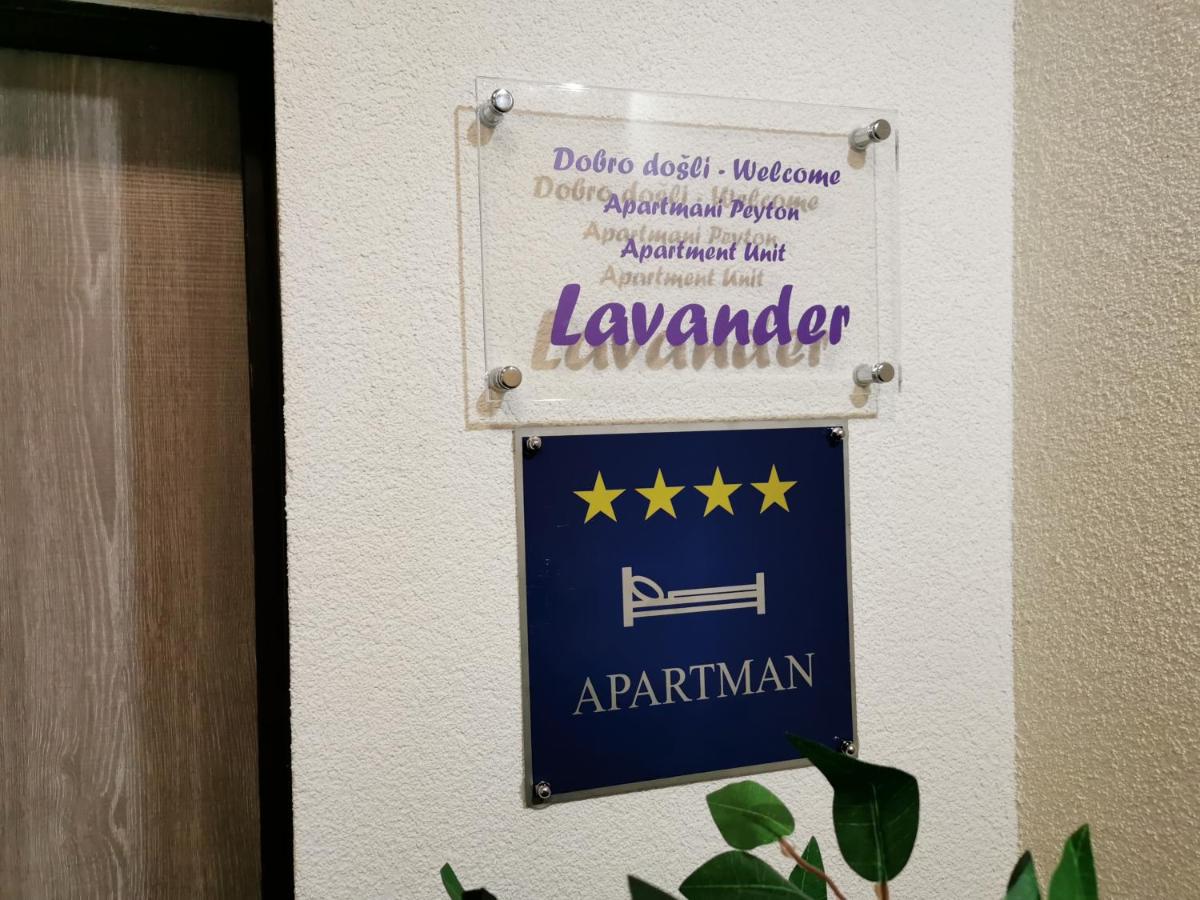 Dobro došli - Welcome
Apartmani Peyton
Apartment Unit
Lavander
APARTMAN